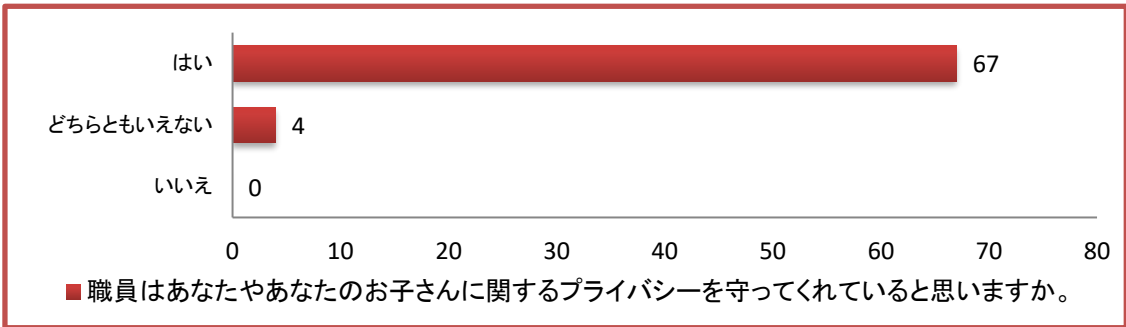 はい 67
どちらともいえない 4
いいえ 0
0 10 20 30 40 50 60 70 80
職員はあなたやあなたのお子さんに関するプライバシーを守ってくれていると思いますか。